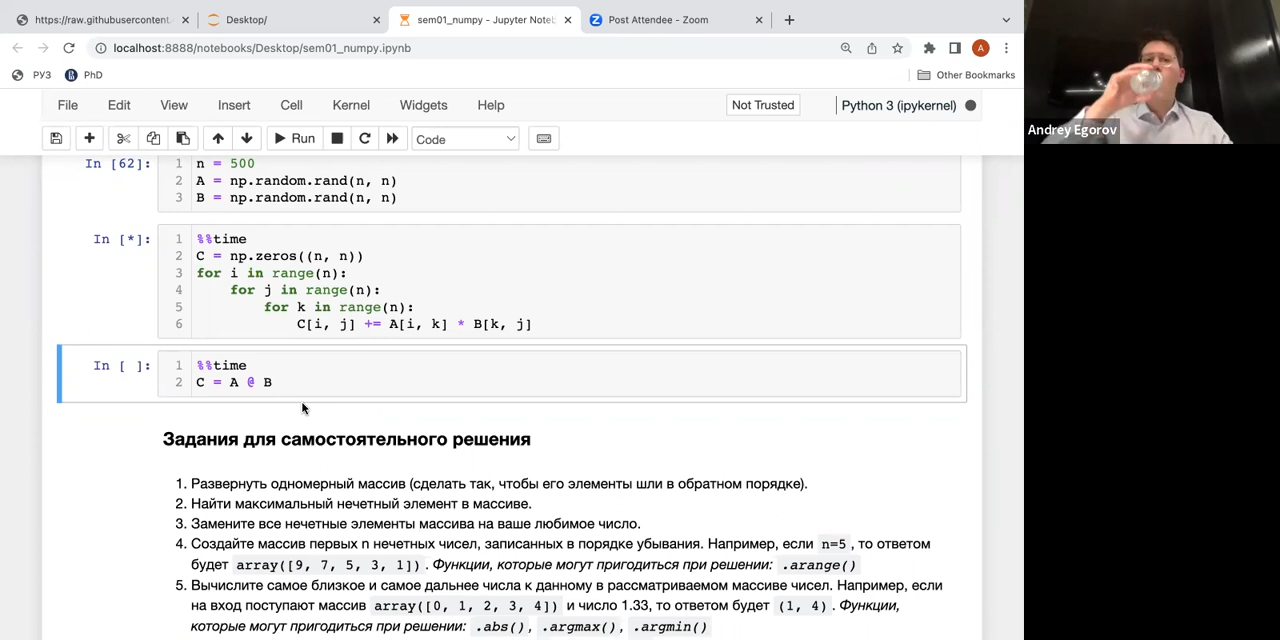 https://raw.githubusercontent.
Desktop/
sem01_numpy - Jupyter Noteb
Post Attendee - Zoom
localhost:8888/notebooks/Desktop/sem01_numpy.ipynb
A
РУЗ
PhD
Other Bookmarks
File Edit View Insert Cell Kernel Widgets Help
Not Trusted
Python 3 (ipykernel)
Run
Code
Andrey Egorov
In [62]:
1 n = 500
2 A = np.random.rand(n, n)
3 B = np.random.rand(n, n)
In [*]:
1 %%time
2 C = np.zeros((n, n))
3 for i in range(n):
4 for j in range(n):
5 for k in range(n):
6 C[i, j] += A[i, k] * B[k, j]
In [ ]:
1 %%time
2 C = A @ B
Задания для самостоятельного решения
1. Развернуть одномерный массив (сделать так, чтобы его элементы шли в обратном порядке).
2. Найти максимальный нечетный элемент в массиве.
3. Замените все нечетные элементы массива на ваше любимое число.
4. Создайте массив первых n нечетных чисел, записанных в порядке убывания. Например, если n=5 , то ответом
будет array([9, 7, 5, 3, 1]) . Функции, которые могут пригодиться при решении: .arange()
5. Вычислите самое близкое и самое дальнее числа к данному в рассматриваемом массиве чисел. Например, если
на вход поступают массив array([0, 1, 2, 3, 4]) и число 1.33, то ответом будет (1, 4) . Функции,
которые могут пригодиться при решении: .abs() , .argmax() , .argmin()